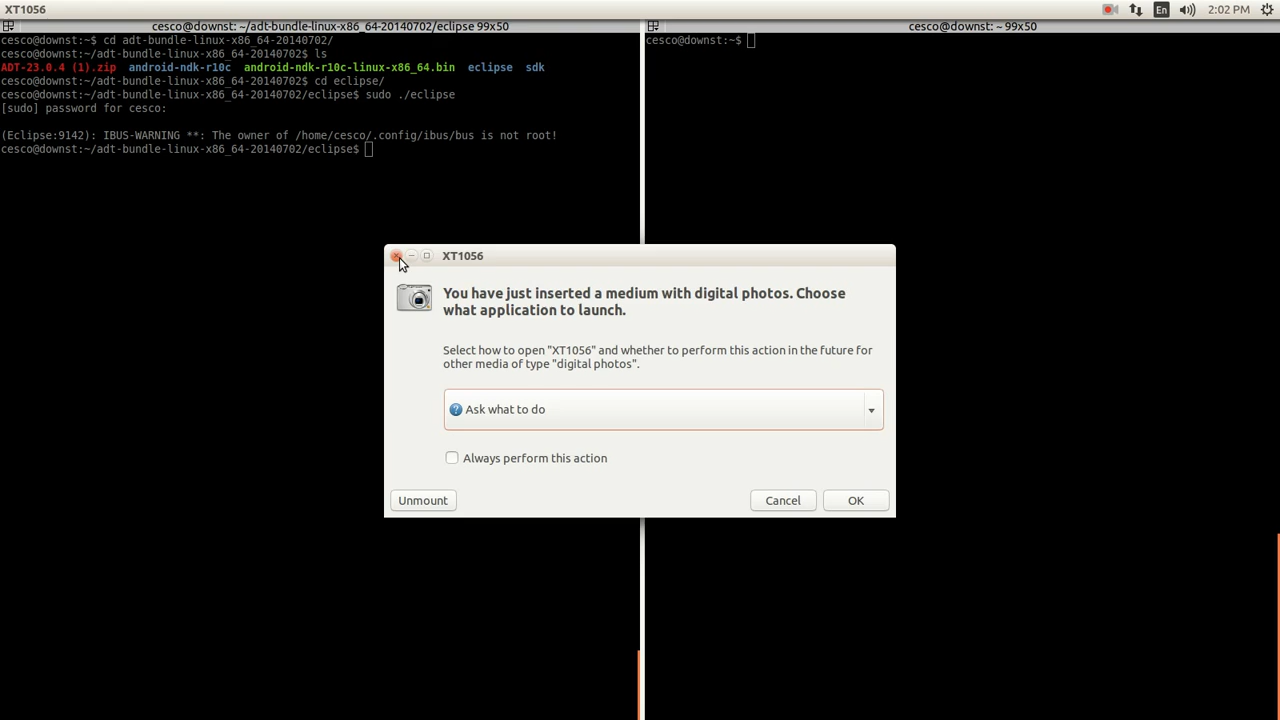 XT1056
En
2:02 PM
cesco@downst: ~/adt-bundle-linux-x86_64-20140702/eclipse 99x50
cesco@downst:~$ cd adt-bundle-linux-x86_64-20140702/
cesco@downst:~/adt-bundle-linux-x86_64-20140702$ ls
ADT-23.0.4 (1).zip  android-ndk-r10c  android-ndk-r10c-linux-x86_64.bin  eclipse  sdk
cesco@downst:~/adt-bundle-linux-x86_64-20140702$ cd eclipse/
cesco@downst:~/adt-bundle-linux-x86_64-20140702/eclipse$ sudo ./eclipse
[sudo] password for cesco:
(Eclipse:9142): IBUS-WARNING **: The owner of /home/cesco/.config/ibus/bus is not root!
cesco@downst:~/adt-bundle-linux-x86_64-20140702/eclipse$
cesco@downst: ~ 99x50
cesco@downst:~$
XT1056
You have just inserted a medium with digital photos. Choose
what application to launch.
Select how to open "XT1056" and whether to perform this action in the future for
other media of type "digital photos".
? Ask what to do
Always perform this action
Unmount
Cancel
OK